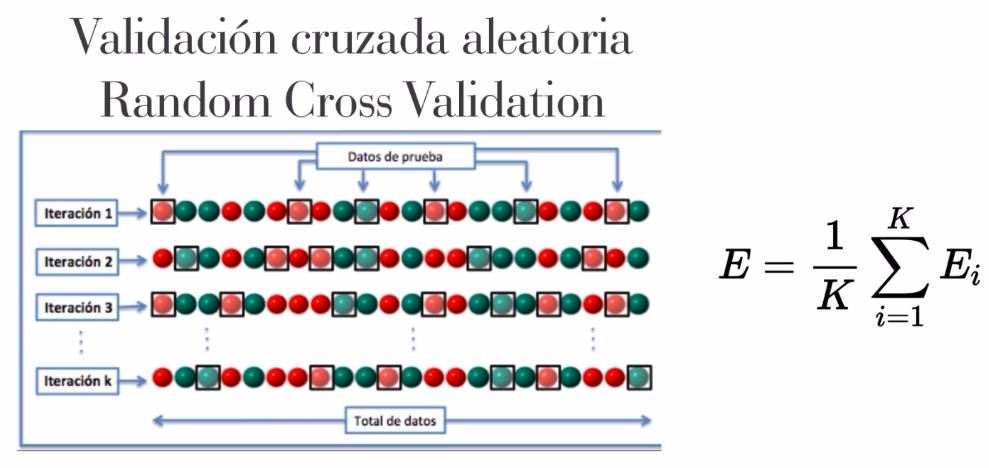 Validación cruzada aleatoria
Random Cross Validation
Datos de prueba
Iteración 1
Iteración 2
Iteración 3
Iteración k
Total de datos
E = \frac{1}{K} \sum_{i=1}^{K} E_i